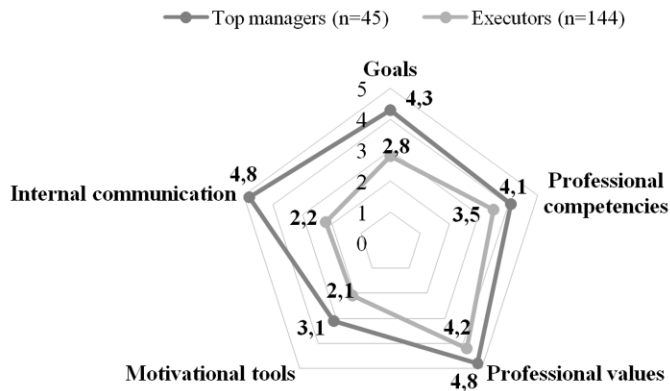 Top managers (n=45) Executors (n=144)
Goals
5
4,3
4
3
2,8
4,8
4,1
Professional
competencies
Internal communication
2
3,5
2,2
1
0
2,1
3,1
4,2
Motivational tools
Professional values
4,8